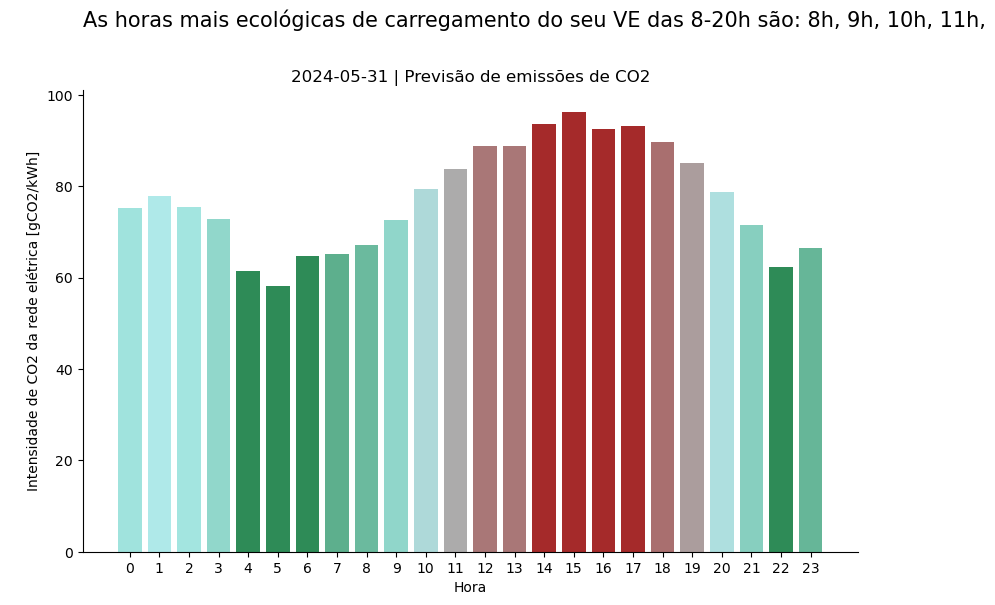 As horas mais ecológicas de carregamento do seu VE das 8-20h são: 8h, 9h, 10h, 11h,
2024-05-31 | Previsão de emissões de CO2
Intensidade de CO2 da rede elétrica [gCO2/kWh]
100
80
60
40
20
0
0 1 2 3 4 5 6 7 8 9 10 11 12 13 14 15 16 17 18 19 20 21 22 23
Hora